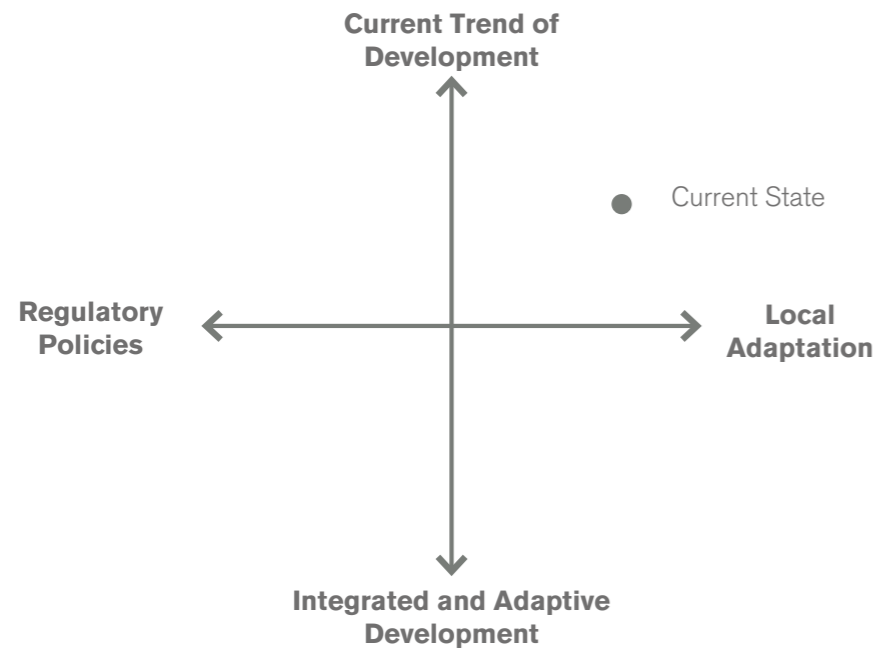 Current Trend of
Development
Current State
Regulatory
Policies
Local
Adaptation
Integrated and Adaptive
Development